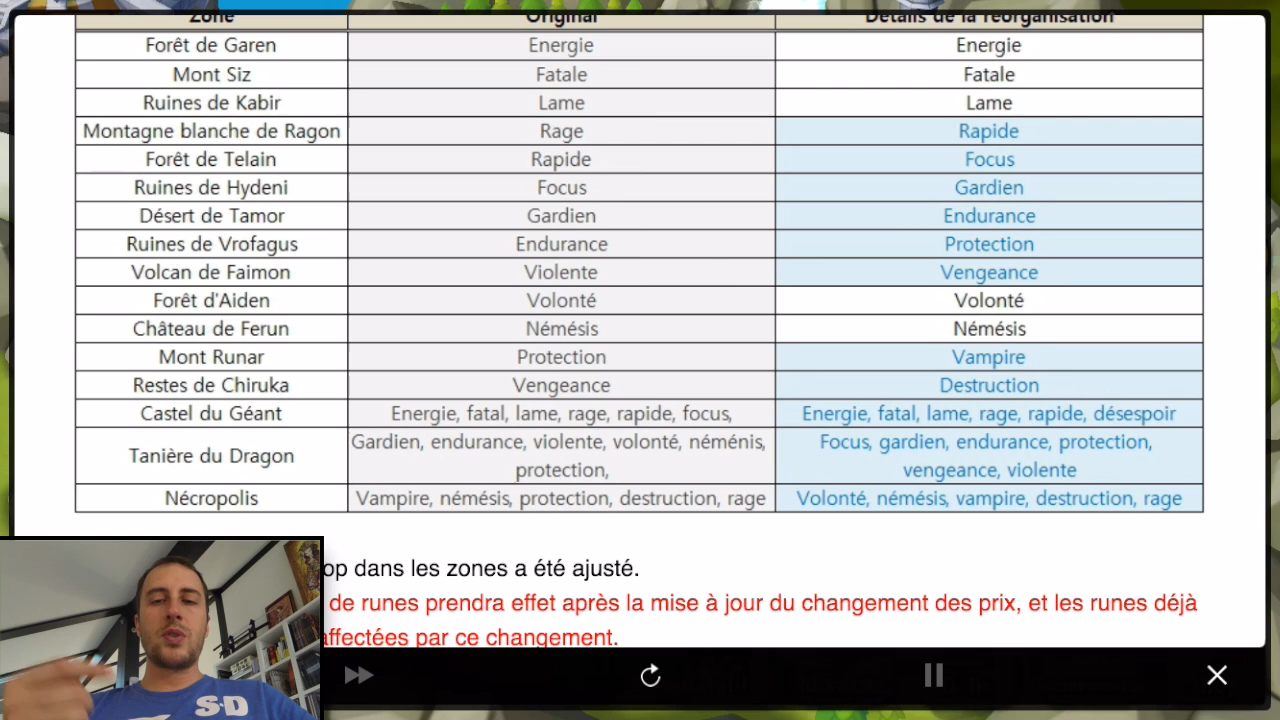 Zone Original Détails de la réorganisation
Forêt de Garen Energie Energie
Mont Siz Fatale Fatale
Ruines de Kabir Lame Lame
Montagne blanche de Ragon Rage Rapide
Forêt de Telain Rapide Focus
Ruines de Hydeni Focus Gardien
Désert de Tamor Gardien Endurance
Ruines de Vrofagus Endurance Protection
Volcan de Faimon Violente Vengeance
Forêt d'Aiden Volonté Volonté
Château de Ferun Némésis Némésis
Mont Runar Protection Vampire
Restes de Chiruka Vengeance Destruction
Castel du Géant Energie, fatal, lame, rage, rapide, focus, Energie, fatal, lame, rage, rapide, désespoir
Tanière du Dragon Gardien, endurance, violente, volonté, néménis, Focus, gardien, endurance, protection,
protection, vengeance, violente
Nécropolis Vampire, némésis, protection, destruction, rage Volonté, némésis, vampire, destruction, rage
op dans les zones a été ajusté.
de runes prendra effet après la mise à jour du changement des prix, et les runes déjà
affectées par ce changement.
S-D